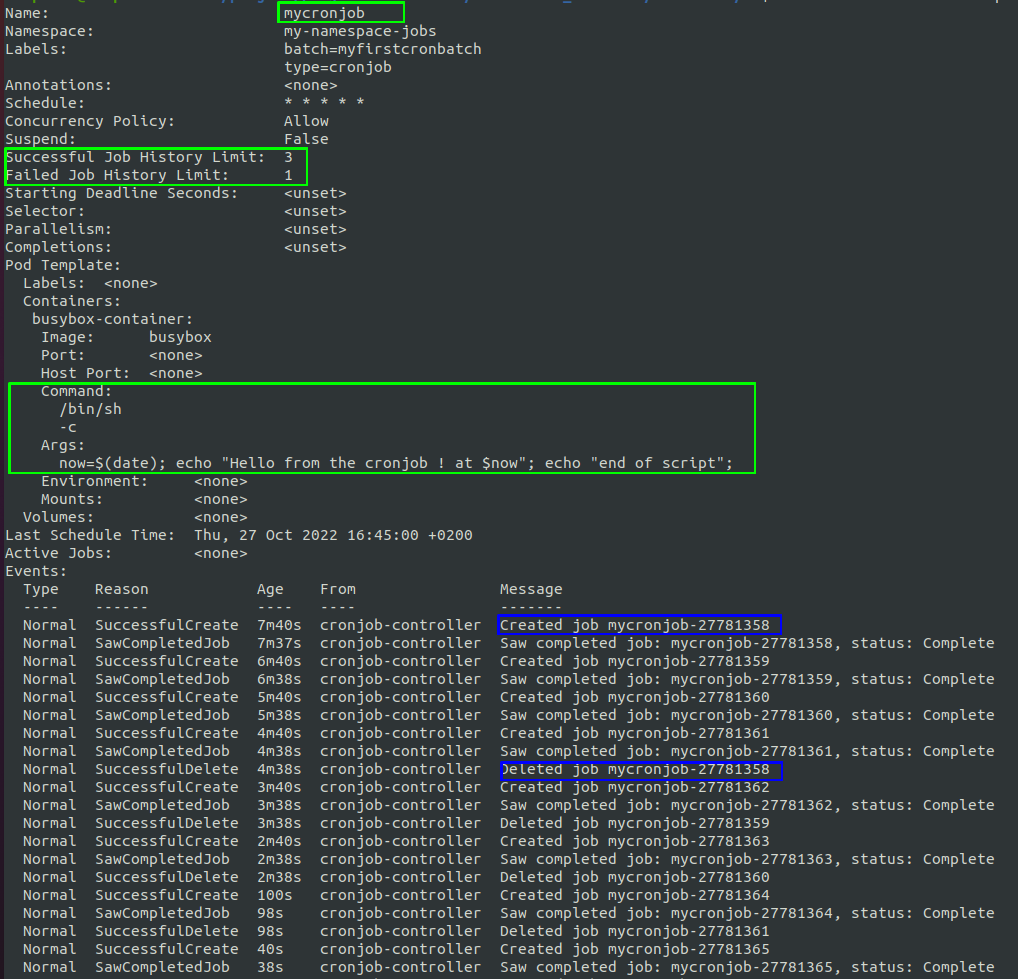 Name: mycronjob
Namespace: my-namespace-jobs
Labels: batch=myfirstcronbatch
type=cronjob
Annotations: <none>
Schedule: * * * * *
Concurrency Policy: Allow
Suspend: False
Successful Job History Limit: 3
Failed Job History Limit: 1
Starting Deadline Seconds: <unset>
Selector: <unset>
Parallelism: <unset>
Completions: <unset>
Pod Template:
Labels: <none>
Containers:
busybox-container:
Image: busybox
Port: <none>
Host Port: <none>
Command:
/bin/sh
-c
Args:
now=$(date); echo "Hello from the cronjob ! at $now"; echo "end of script";
Environment: <none>
Mounts: <none>
Volumes: <none>
Last Schedule Time: Thu, 27 Oct 2022 16:45:00 +0200
Active Jobs: <none>
Events:
Type Reason Age From Message
---- ------ ---- ---- -------
Normal SuccessfulCreate 7m40s cronjob-controller Created job mycronjob-27781358
Normal SawCompletedJob 7m37s cronjob-controller Saw completed job: mycronjob-27781358, status: Complete
Normal SuccessfulCreate 6m40s cronjob-controller Created job mycronjob-27781359
Normal SawCompletedJob 6m38s cronjob-controller Saw completed job: mycronjob-27781359, status: Complete
Normal SuccessfulCreate 5m40s cronjob-controller Created job mycronjob-27781360
Normal SawCompletedJob 5m38s cronjob-controller Saw completed job: mycronjob-27781360, status: Complete
Normal SuccessfulCreate 4m40s cronjob-controller Created job mycronjob-27781361
Normal SawCompletedJob 4m38s cronjob-controller Saw completed job: mycronjob-27781361, status: Complete
Normal SuccessfulDelete 4m38s cronjob-controller Deleted job mycronjob-27781358
Normal SuccessfulCreate 3m40s cronjob-controller Created job mycronjob-27781362
Normal SawCompletedJob 3m38s cronjob-controller Saw completed job: mycronjob-27781362, status: Complete
Normal SuccessfulDelete 3m38s cronjob-controller Deleted job mycronjob-27781359
Normal SuccessfulCreate 2m40s cronjob-controller Created job mycronjob-27781363
Normal SawCompletedJob 2m38s cronjob-controller Saw completed job: mycronjob-27781363, status: Complete
Normal SuccessfulDelete 2m38s cronjob-controller Deleted job mycronjob-27781360
Normal SuccessfulCreate 100s cronjob-controller Created job mycronjob-27781364
Normal SawCompletedJob 98s cronjob-controller Saw completed job: mycronjob-27781364, status: Complete
Normal SuccessfulDelete 98s cronjob-controller Deleted job mycronjob-27781361
Normal SuccessfulCreate 40s cronjob-controller Created job mycronjob-27781365
Normal SawCompletedJob 38s cronjob-controller Saw completed job: mycronjob-27781365, status: Complete